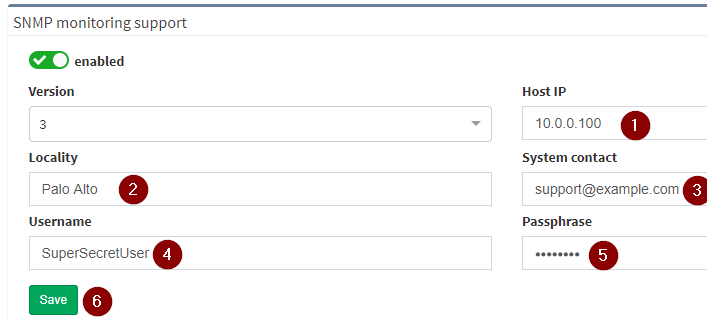 SNMP monitoring support
enabled
Version Host IP
3 10.0.0.100 1
Locality System contact
Palo Alto 2 support@example.com 3
Username Passphrase
SuperSecretUser 4 •••••••• 5
Save 6